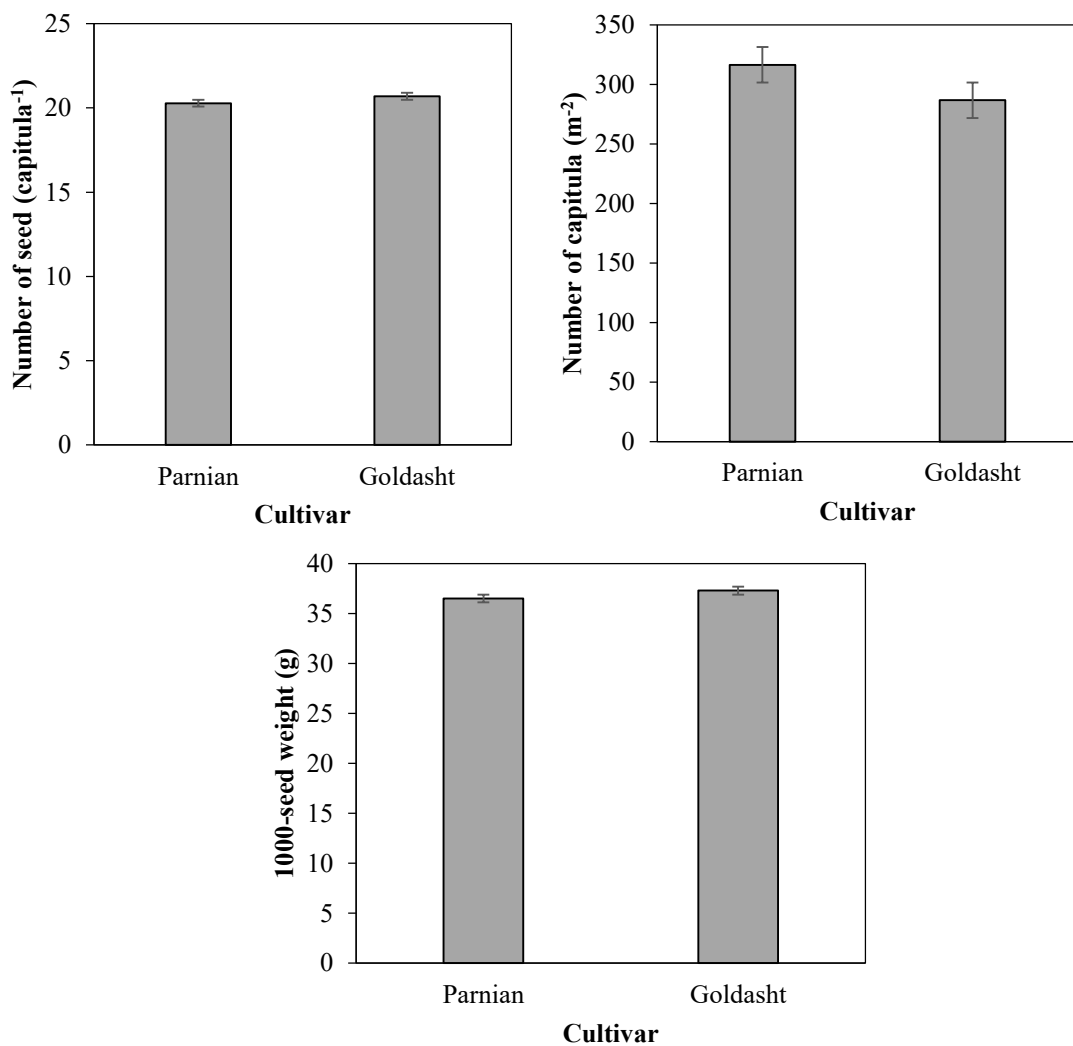 Number of seed (capitula⁻¹)
25
20
15
10
5
0
Parnian Goldasht
Cultivar
Number of capitula (m⁻²)
350
300
250
200
150
100
50
0
Parnian Goldasht
Cultivar
1000-seed weight (g)
40
35
30
25
20
15
10
5
0
Parnian Goldasht
Cultivar